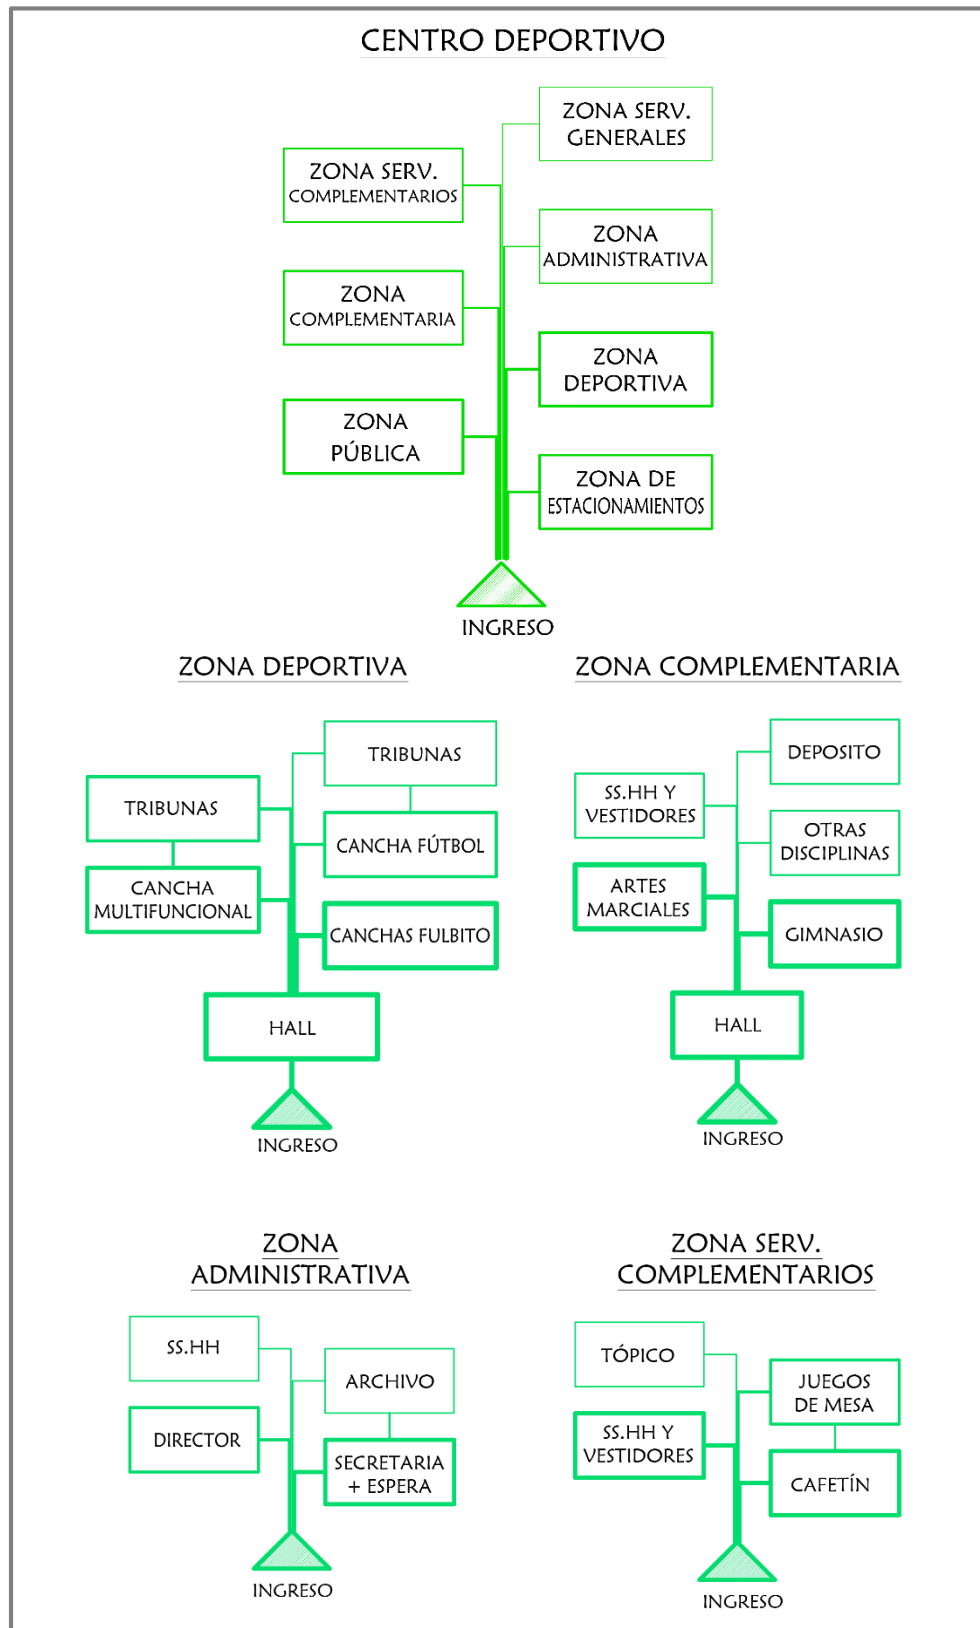 CENTRO DEPORTIVO
ZONA SERV.
GENERALES
ZONA SERV.
COMPLEMENTARIOS
ZONA
ADMINISTRATIVA
ZONA
COMPLEMENTARIA
ZONA
DEPORTIVA
ZONA
PÚBLICA
ZONA DE
ESTACIONAMIENTOS
INGRESO
ZONA DEPORTIVA
TRIBUNAS
TRIBUNAS
CANCHA FÚTBOL
CANCHA
MULTIFUNCIONAL
CANCHAS FULBITO
HALL
INGRESO
ZONA COMPLEMENTARIA
DEPOSITO
SS.HH Y
VESTIDORES
OTRAS
DISCIPLINAS
ARTES
MARCIALES
GIMNASIO
HALL
INGRESO
ZONA
ADMINISTRATIVA
SS.HH
ARCHIVO
DIRECTOR
SECRETARIA
+ ESPERA
INGRESO
ZONA SERV.
COMPLEMENTARIOS
TÓPICO
JUEGOS
DE MESA
SS.HH Y
VESTIDORES
CAFETÍN
INGRESO